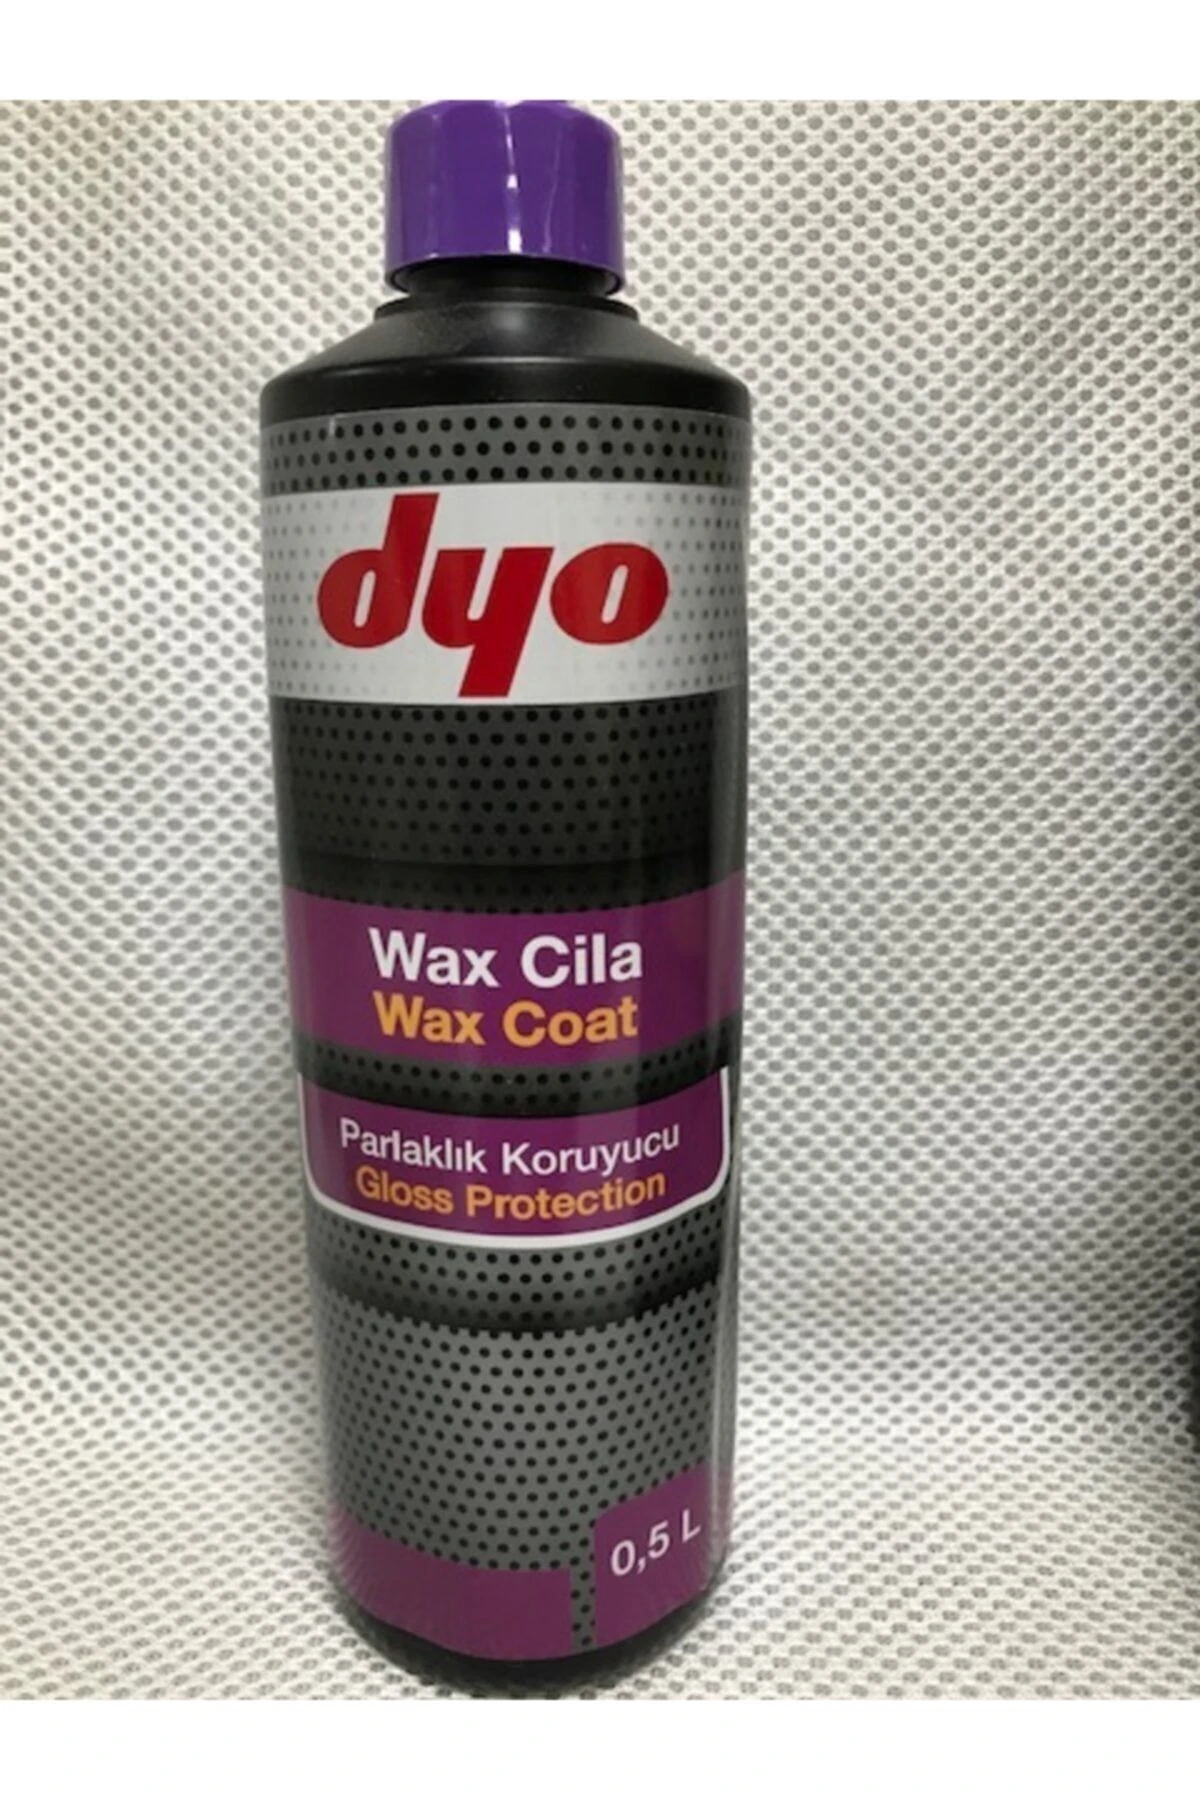 dyo
Wax Cila
Wax Coat
Parlaklık Koruyucu
Gloss Protection
0,5 L